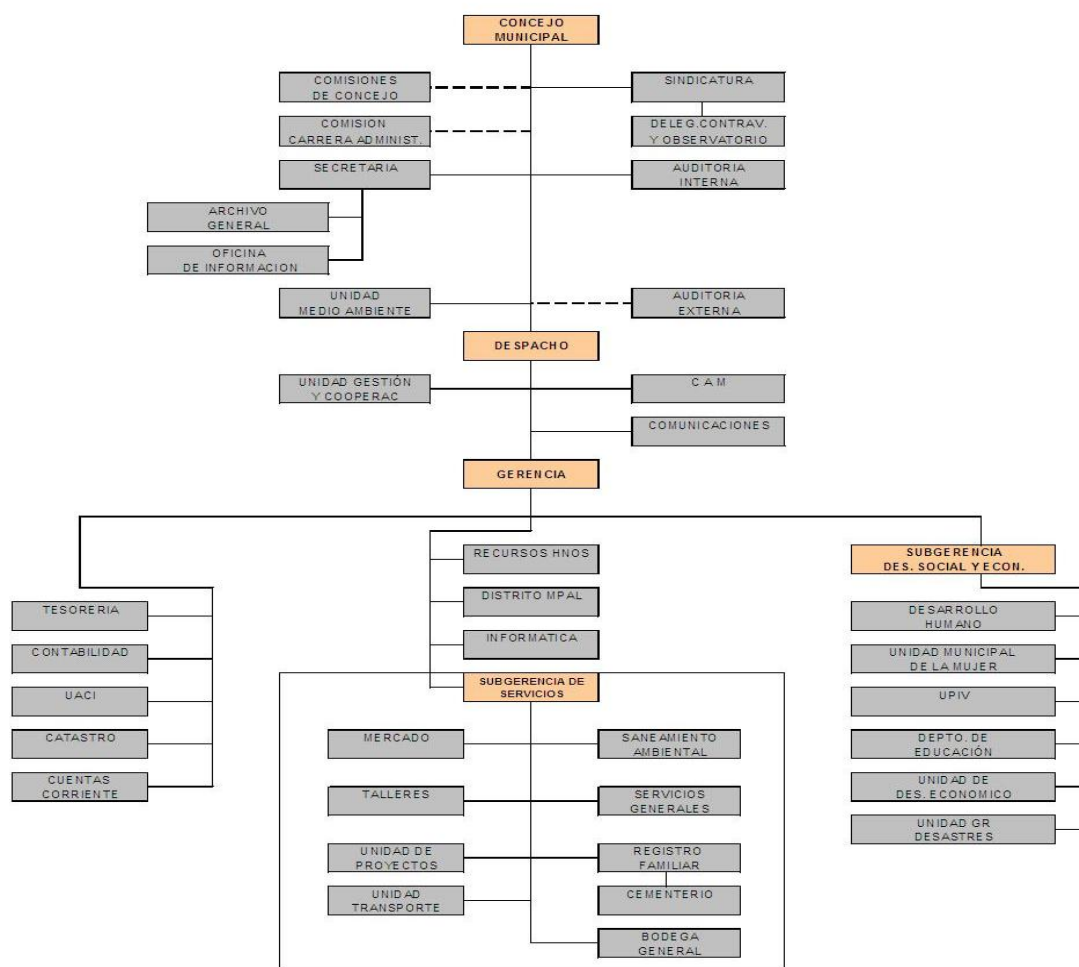 CONCEJO
MUNICIPAL
COMISIONES
DE CONCEJO
SINDICATURA
COMISION
CARRERA ADMINIST.
DELEG.CONTRAV.
Y OBSERVATORIO
SECRETARIA
AUDITORIA
INTERNA
ARCHIVO
GENERAL
OFICINA
DE INFORMACION
UNIDAD
MEDIO AMBIENTE
AUDITORIA
EXTERNA
DESPACHO
UNIDAD GESTIÓN
Y COOPERAC
C A M
COMUNICACIONES
GERENCIA
TESORERIA
CONTABILIDAD
UACI
CATASTRO
CUENTAS
CORRIENTE
RECURSOS HNOS
DISTRITO MPAL
INFORMATICA
SUBGERENCIA DE
SERVICIOS
MERCADO
SANEAMIENTO
AMBIENTAL
TALLERES
SERVICIOS
GENERALES
UNIDAD DE
PROYECTOS
REGISTRO
FAMILIAR
UNIDAD
TRANSPORTE
CEMENTERIO
BODEGA
GENERAL
SUBGERENCIA
DES. SOCIAL Y ECON.
DESARROLLO
HUMANO
UNIDAD MUNICIPAL
DE LA MUJER
UPIV
DEPTO. DE
EDUCACIÓN
UNIDAD DE
DES. ECONOMICO
UNIDAD GR
DESASTRES